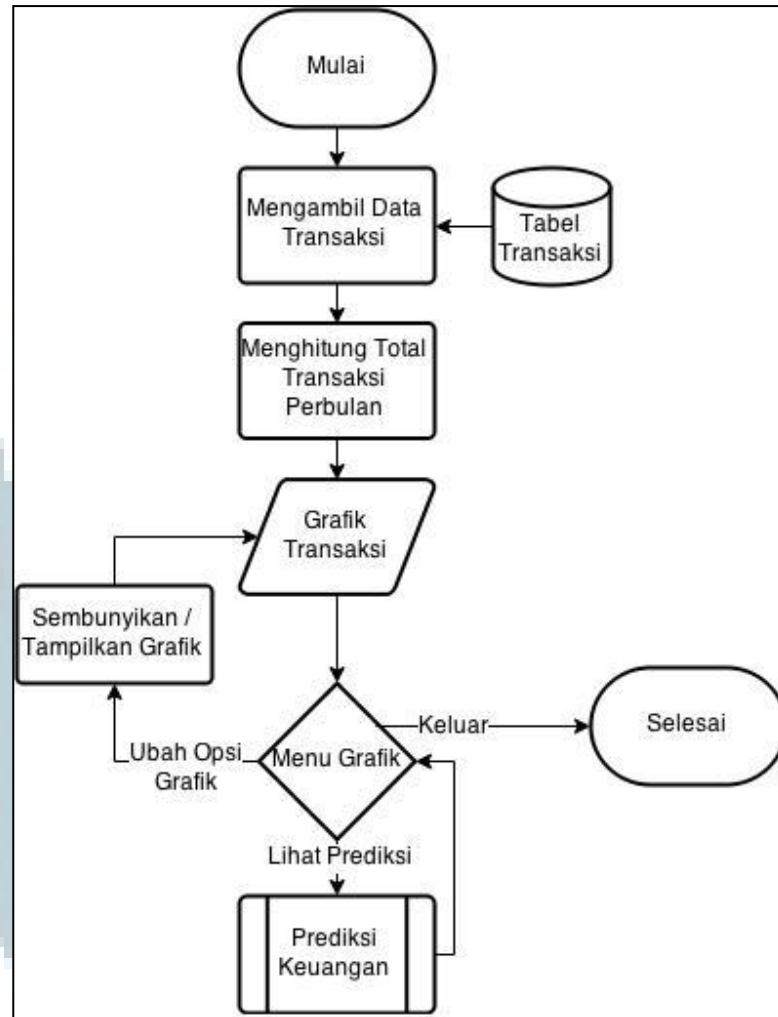 Mulai
Mengambil Data
Transaksi
Tabel
Transaksi
Menghitung Total
Transaksi
Perbulan
Grafik
Transaksi
Sembunyikan /
Tampilkan Grafik
Menu Grafik
Keluar
Selesai
Ubah Opsi
Grafik
Lihat Prediksi
Prediksi
Keuangan